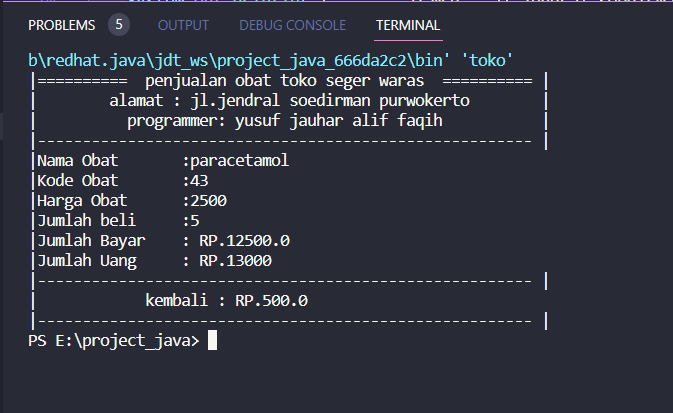 PROBLEMS 5 OUTPUT DEBUG CONSOLE TERMINAL
b\redhat.java\jdt_ws\project_java_666da2c2\bin' 'toko'
|==========  penjualan obat toko seger waras  ========== |
|        alamat : jl.jendral soedirman purwokerto        |
|          programmer: yusuf jauhar alif faqih           |
|------------------------------------------------------- |
|Nama Obat       :paracetamol
|Kode Obat       :43
|Harga Obat      :2500
|Jumlah beli     :5
|Jumlah Bayar    : RP.12500.0
|Jumlah Uang     : RP.13000
|------------------------------------------------------- |
|            kembali : RP.500.0
|------------------------------------------------------- |
PS E:\project_java>